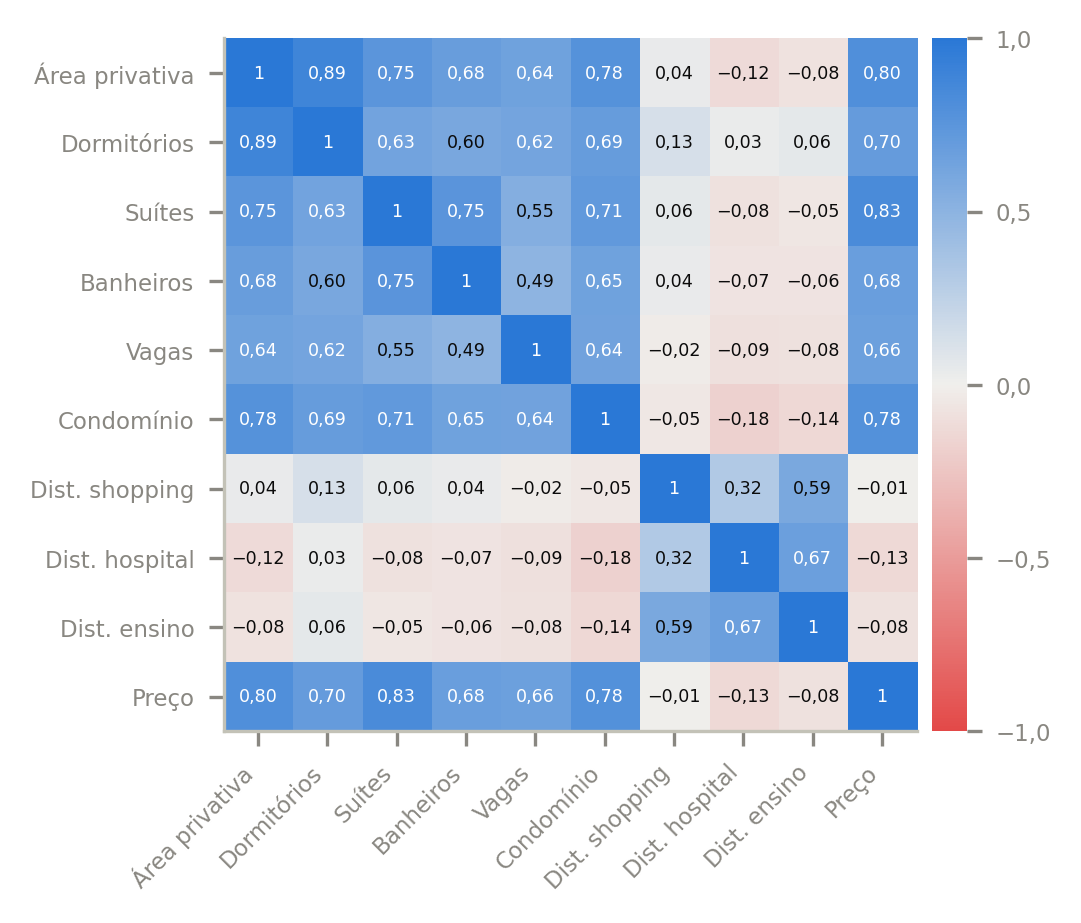 Área privativa 1 0,89 0,75 0,68 0,64 0,78 0,04 −0,12 −0,08 0,80
Dormitórios 0,89 1 0,63 0,60 0,62 0,69 0,13 0,03 0,06 0,70
Suítes 0,75 0,63 1 0,75 0,55 0,71 0,06 −0,08 −0,05 0,83
Banheiros 0,68 0,60 0,75 1 0,49 0,65 0,04 −0,07 −0,06 0,68
Vagas 0,64 0,62 0,55 0,49 1 0,64 −0,02 −0,09 −0,08 0,66
Condomínio 0,78 0,69 0,71 0,65 0,64 1 −0,05 −0,18 −0,14 0,78
Dist. shopping 0,04 0,13 0,06 0,04 −0,02 −0,05 1 0,32 0,59 −0,01
Dist. hospital −0,12 0,03 −0,08 −0,07 −0,09 −0,18 0,32 1 0,67 −0,13
Dist. ensino −0,08 0,06 −0,05 −0,06 −0,08 −0,14 0,59 0,67 1 −0,08
Preço 0,80 0,70 0,83 0,68 0,66 0,78 −0,01 −0,13 −0,08 1
Área privativa
Dormitórios
Suítes
Banheiros
Vagas
Condomínio
Dist. shopping
Dist. hospital
Dist. ensino
Preço
1,0
0,5
0,0
−0,5
−1,0